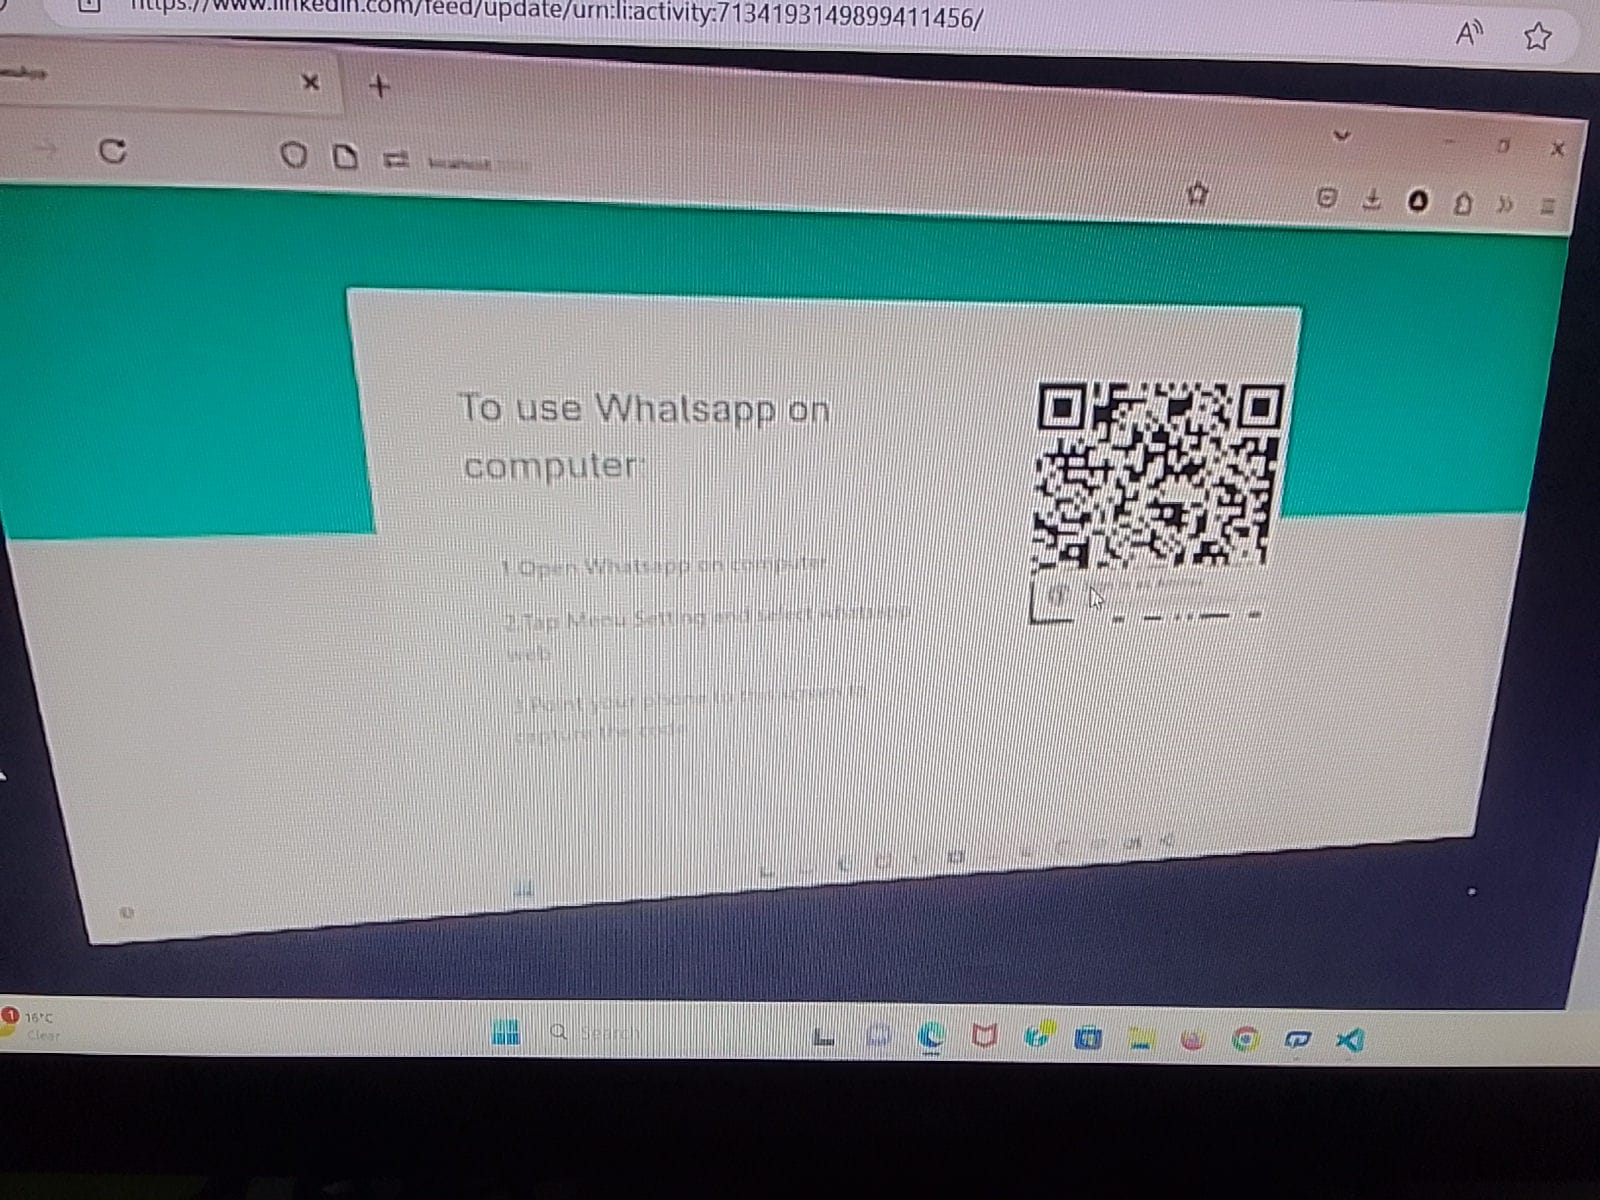 https://www.linkedin.com/feed/update/urn:li:activity:7134193149899411456/
To use Whatsapp on
computer:
1.Open Whatsapp on computer
2.Tap Menu Setting and select whatsapp
web
3.Point your phone to this screen to
capture the code
1
16°C
Clear
Search